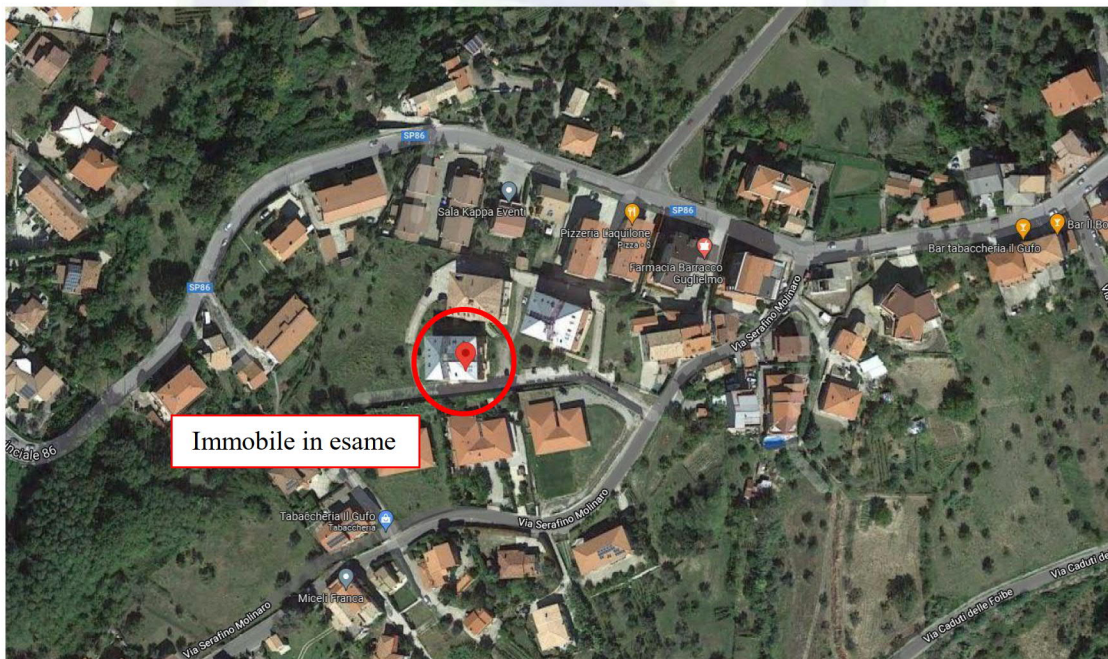 SP86
Sala Kappa Eventi
SP86
Pizzeria Laquilone
Farmacia Barracco
Guglielmo
Bar tabaccheria il Gufo
Bar Il Bo
SP86
Via Serafino Molinaro
Immobile in esame
inciale 86
Tabaccheria Il Gufo
Tabaccheria
Via Serafino Molinaro
Miceli Franca
Via Serafino Molinaro
Via Caduti delle Foibe
Via Caduti de